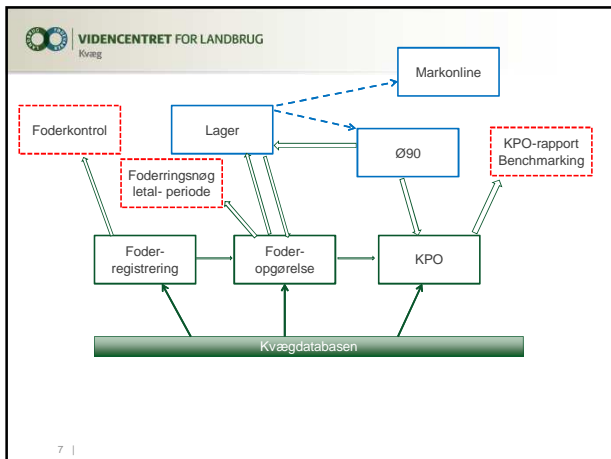 VIDENCENTRET FOR LANDBRUG
Kvæg
Markonline
Foderkontrol
Lager
Ø90
KPO-rapport
Benchmarking
Foderringsnøg
letal- periode
Foder-
registrering
Foder-
opgørelse
KPO
Kvægdatabasen
7 |